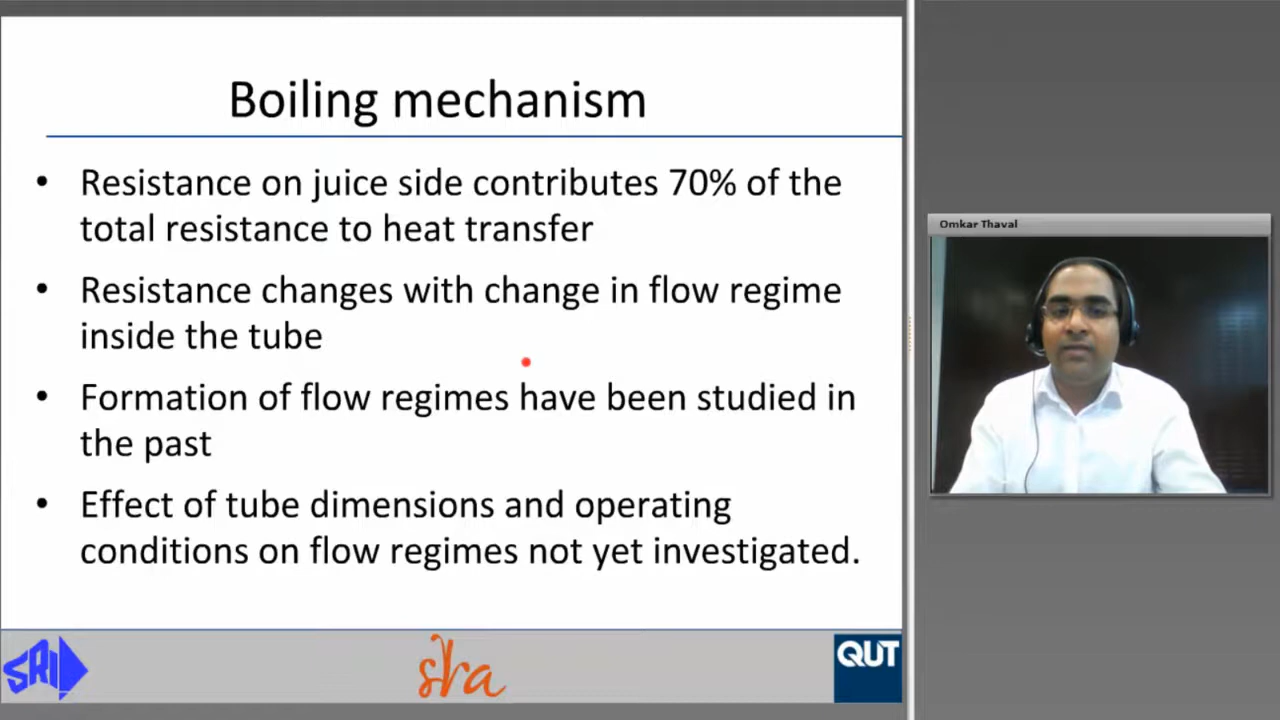 Boiling mechanism
• Resistance on juice side contributes 70% of the
total resistance to heat transfer
• Resistance changes with change in flow regime
inside the tube
• Formation of flow regimes have been studied in
the past
• Effect of tube dimensions and operating
conditions on flow regimes not yet investigated.
SRI
sra
QUT
Omkar Thaval